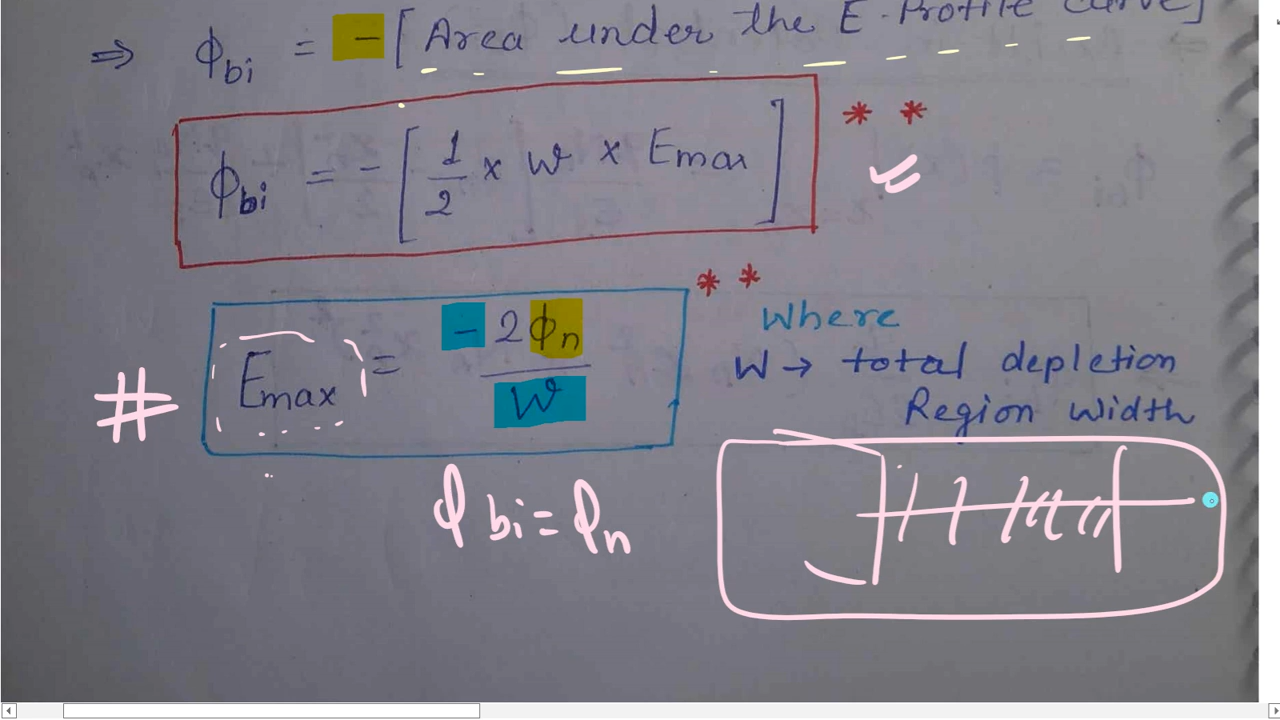 ⇒ ϕbi = - [Area under the E-Profile curve]
ϕbi = - [1/2 x W x Emax] * *
# Emax = -2ϕn/W * *
Where
W → total depletion
Region Width
ϕbi = ϕn